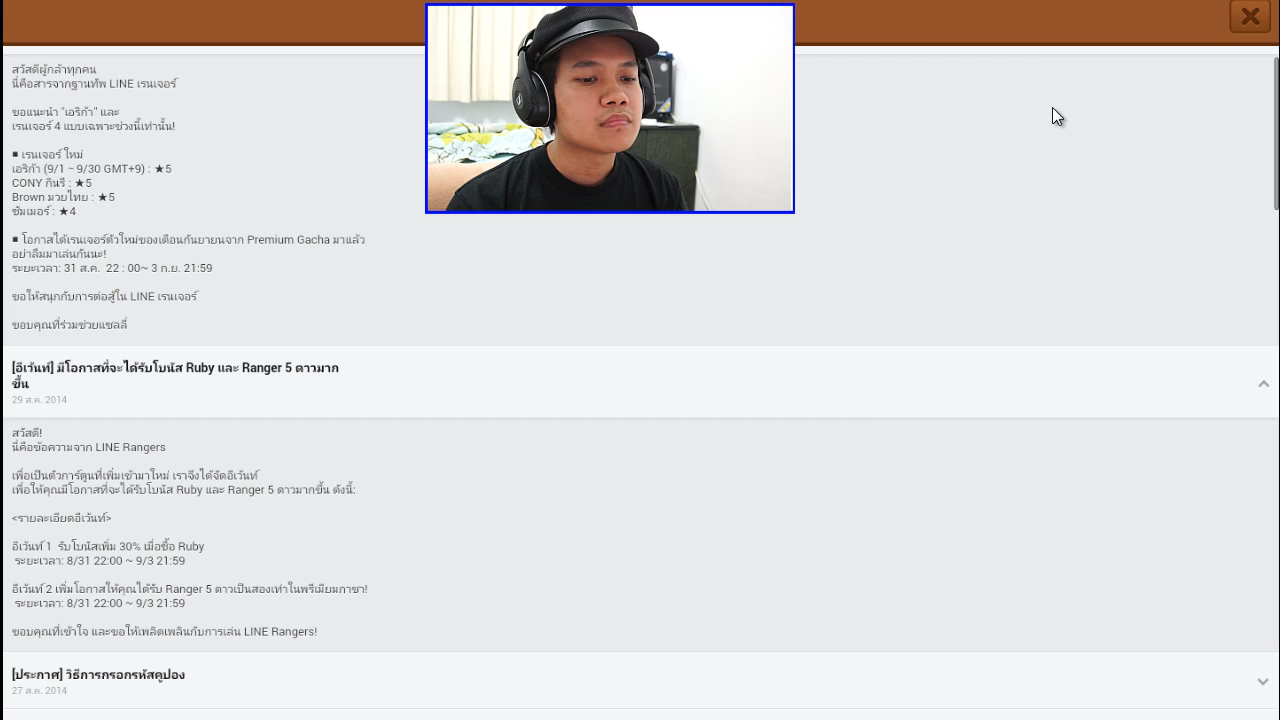 สวัสดีผู้กล้าทุกคน
นี่คือสารจากฐานทัพ LINE เรนเจอร์
ขอแนะนำ "เอริก้า" และ
เรนเจอร์ 4 แบบเฉพาะช่วงนี้เท่านั้น!
■ เรนเจอร์ ใหม่
เอริก้า (9/1 ~ 9/30 GMT+9) : ★5
CONY กินรี : ★5
Brown มวยไทย : ★5
ซัมเมอร์ : ★4
■ โอกาสได้เรนเจอร์ตัวใหม่ของเดือนกันยายนจาก Premium Gacha มาแล้ว
อย่าลืมมาเล่นกันนะ!
ระยะเวลา: 31 ส.ค. 22 : 00~ 3 ก.ย. 21:59
ขอให้สนุกกับการต่อสู้ใน LINE เรนเจอร์
ขอบคุณที่ร่วมช่วยแซลลี่
[อีเว้นท์] มีโอกาสที่จะได้รับโบนัส Ruby และ Ranger 5 ดาวมาก
ขึ้น
29 ส.ค. 2014
สวัสดี!
นี่คือข้อความจาก LINE Rangers
เพื่อเป็นตัวการ์ตูนที่เพิ่มเข้ามาใหม่ เราจึงได้จัดอีเว้นท์
เพื่อให้คุณมีโอกาสที่จะได้รับโบนัส Ruby และ Ranger 5 ดาวมากขึ้น ดังนี้:
<รายละเอียดอีเว้นท์>
อีเว้นท์ 1 รับโบนัสเพิ่ม 30% เมื่อซื้อ Ruby
ระยะเวลา: 8/31 22:00 ~ 9/3 21:59
อีเว้นท์ 2 เพิ่มโอกาสให้คุณได้รับ Ranger 5 ดาวเป็นสองเท่าในพรีเมียมกาชา!
ระยะเวลา: 8/31 22:00 ~ 9/3 21:59
ขอบคุณที่เข้าใจ และขอให้เพลิดเพลินกับการเล่น LINE Rangers!
[ประกาศ] วิธีการกรอกรหัสคูปอง
27 ส.ค. 2014